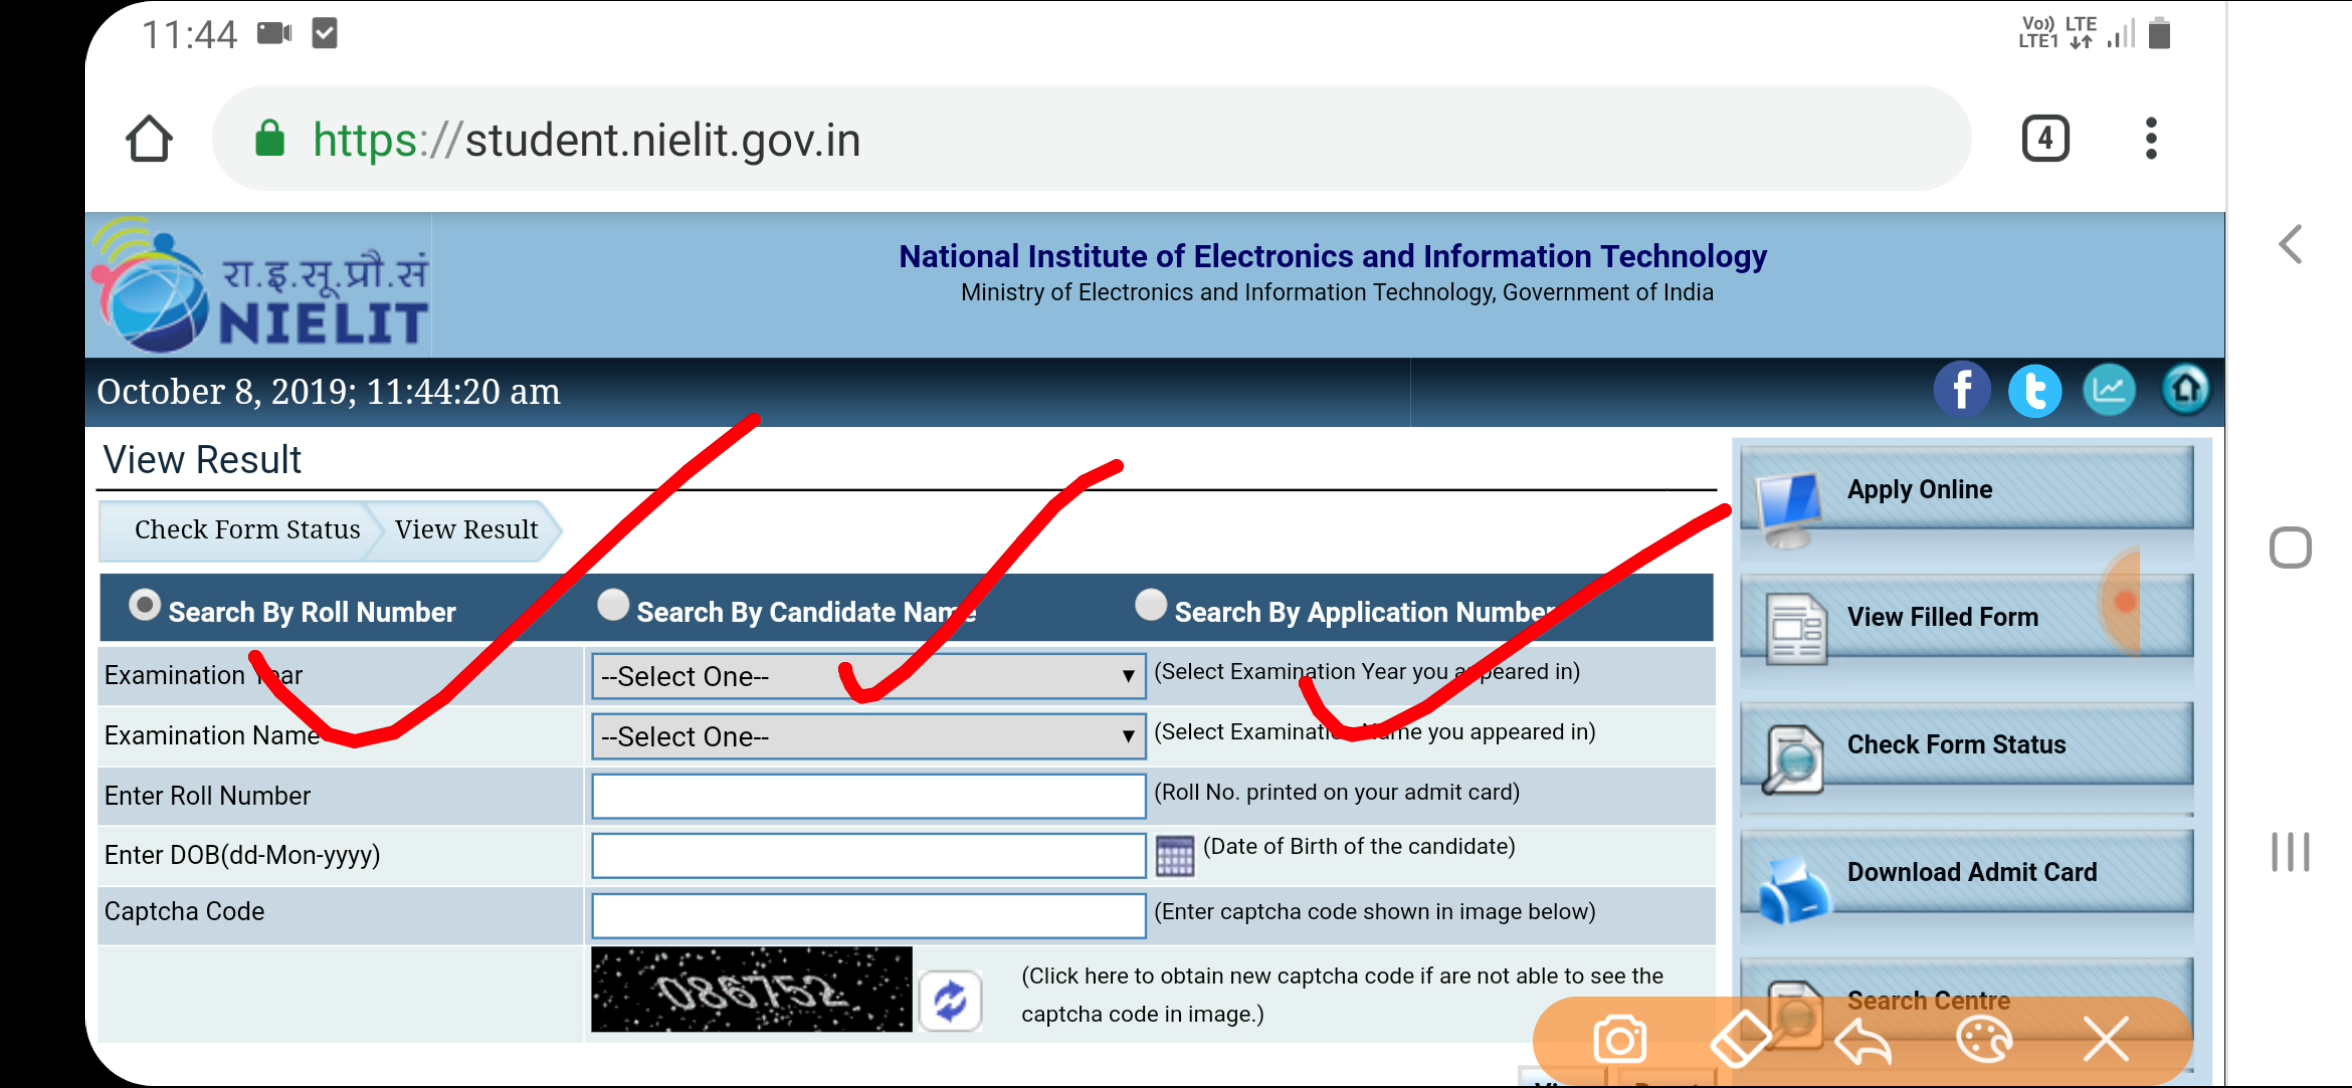 11:44
Vo)) LTE
LTE1
https://student.nielit.gov.in
4
रा.इ.सू.प्रौ.सं
NIELIT
National Institute of Electronics and Information Technology
Ministry of Electronics and Information Technology, Government of India
October 8, 2019; 11:44:20 am
View Result
Check Form Status View Result
Search By Roll Number Search By Candidate Name Search By Application Number
Examination Year --Select One-- (Select Examination Year you appeared in)
Examination Name --Select One-- (Select Examination Name you appeared in)
Enter Roll Number (Roll No. printed on your admit card)
Enter DOB(dd-Mon-yyyy) (Date of Birth of the candidate)
Captcha Code (Enter captcha code shown in image below)
086752 (Click here to obtain new captcha code if are not able to see the
captcha code in image.)
Apply Online
View Filled Form
Check Form Status
Download Admit Card
Search Centre